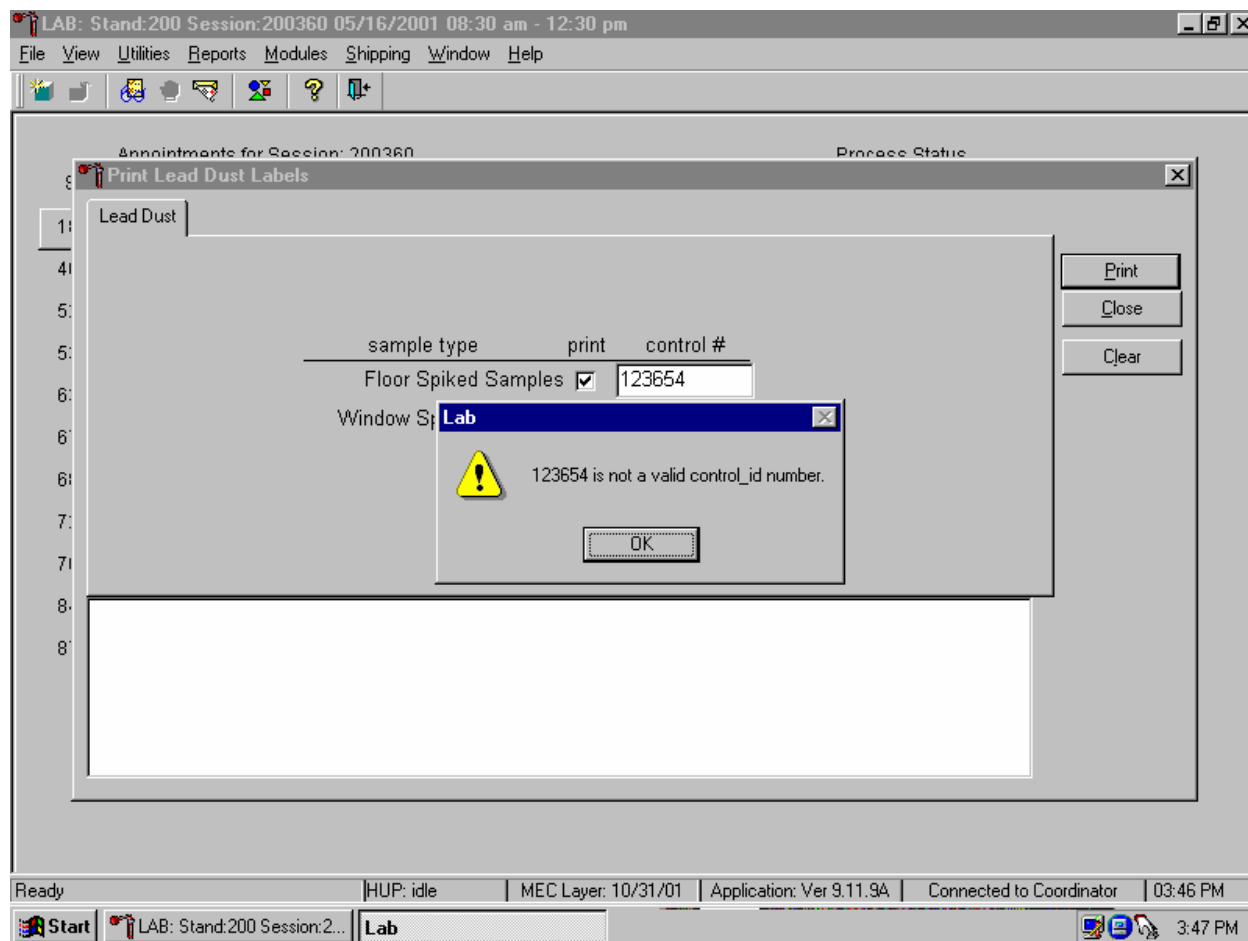 LAB: Stand:200 Session:200360 05/16/2001 08:30 am - 12:30 pm
File View Utilities Reports Modules Shipping Window Help
Appointments for Session: 200360 Process Status
Print Lead Dust Labels
Lead Dust
Print
Close
Clear
sample type print control #
Floor Spiked Samples 123654
Window Sp
Lab
123654 is not a valid control_id number.
OK
Ready HUP: idle MEC Layer: 10/31/01 Application: Ver 9.11.9A Connected to Coordinator 03:46 PM
Start LAB: Stand:200 Session:2... Lab 3:47 PM